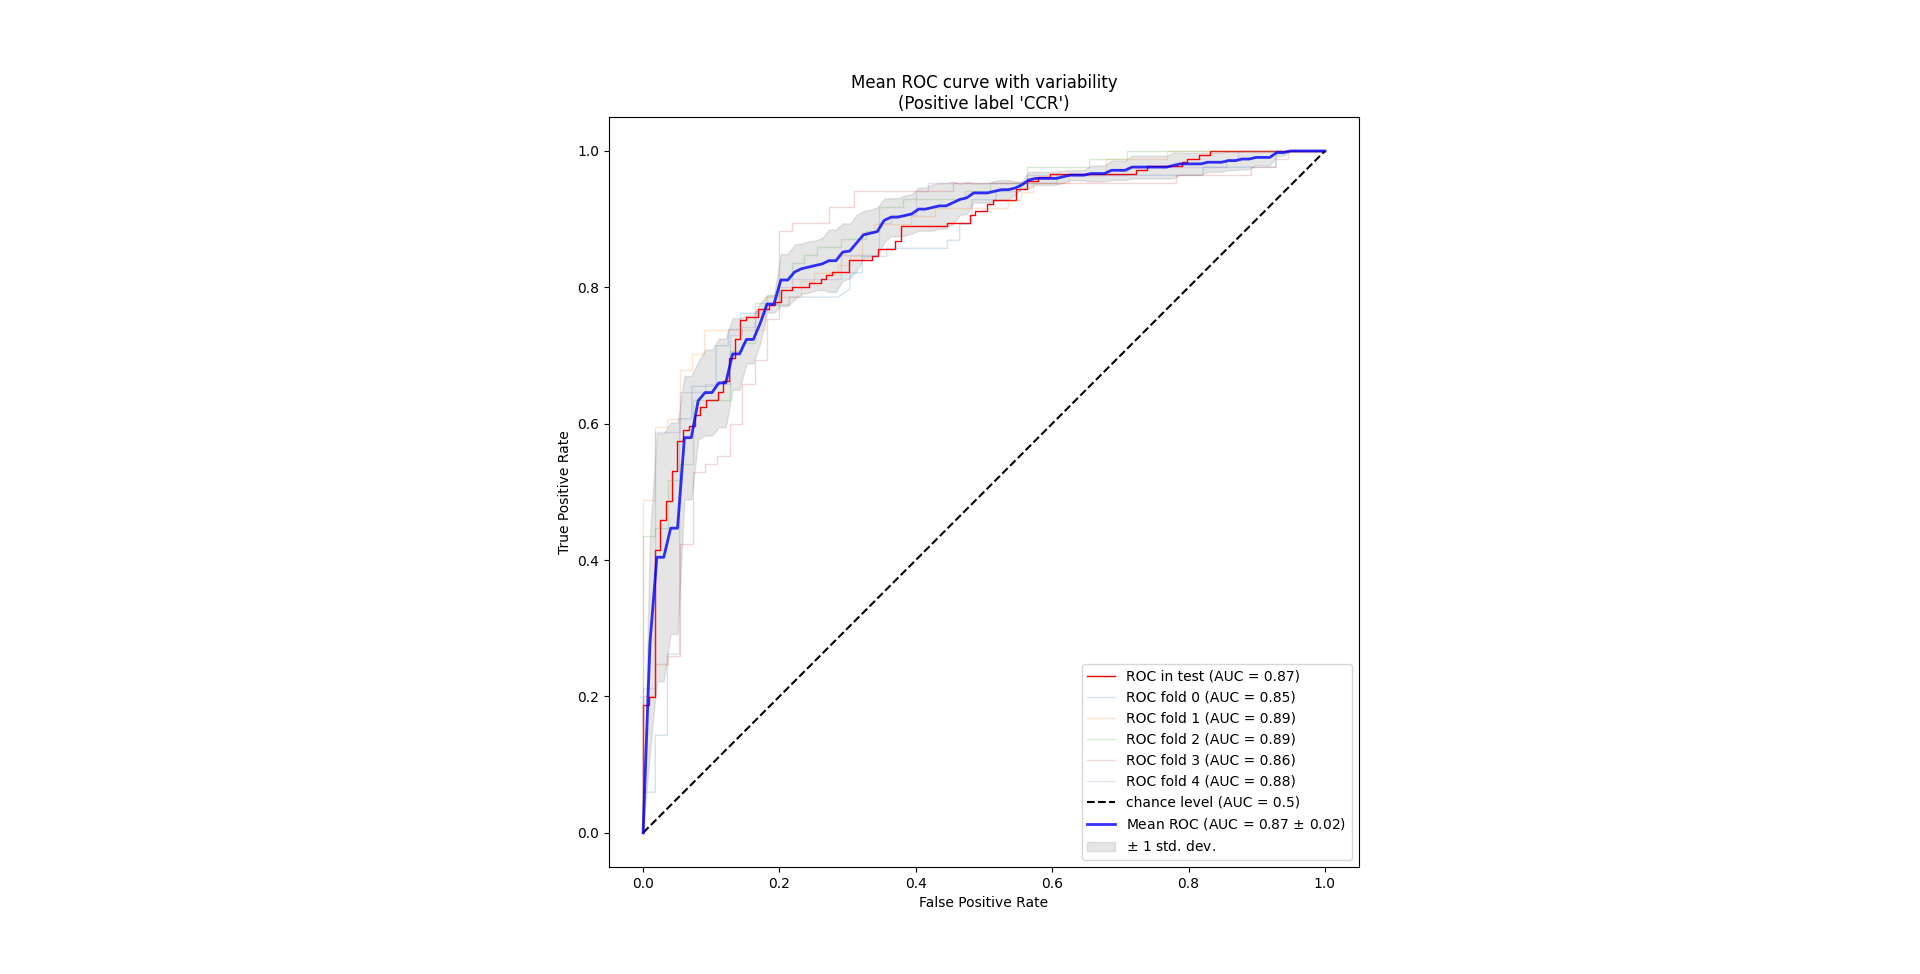 Mean ROC curve with variability
(Positive label 'CCR')
True Positive Rate
1.0
0.8
0.6
0.4
0.2
0.0
ROC in test (AUC = 0.87)
ROC fold 0 (AUC = 0.85)
ROC fold 1 (AUC = 0.89)
ROC fold 2 (AUC = 0.89)
ROC fold 3 (AUC = 0.86)
ROC fold 4 (AUC = 0.88)
chance level (AUC = 0.5)
Mean ROC (AUC = 0.87 ± 0.02)
± 1 std. dev.
0.0 0.2 0.4 0.6 0.8 1.0
False Positive Rate